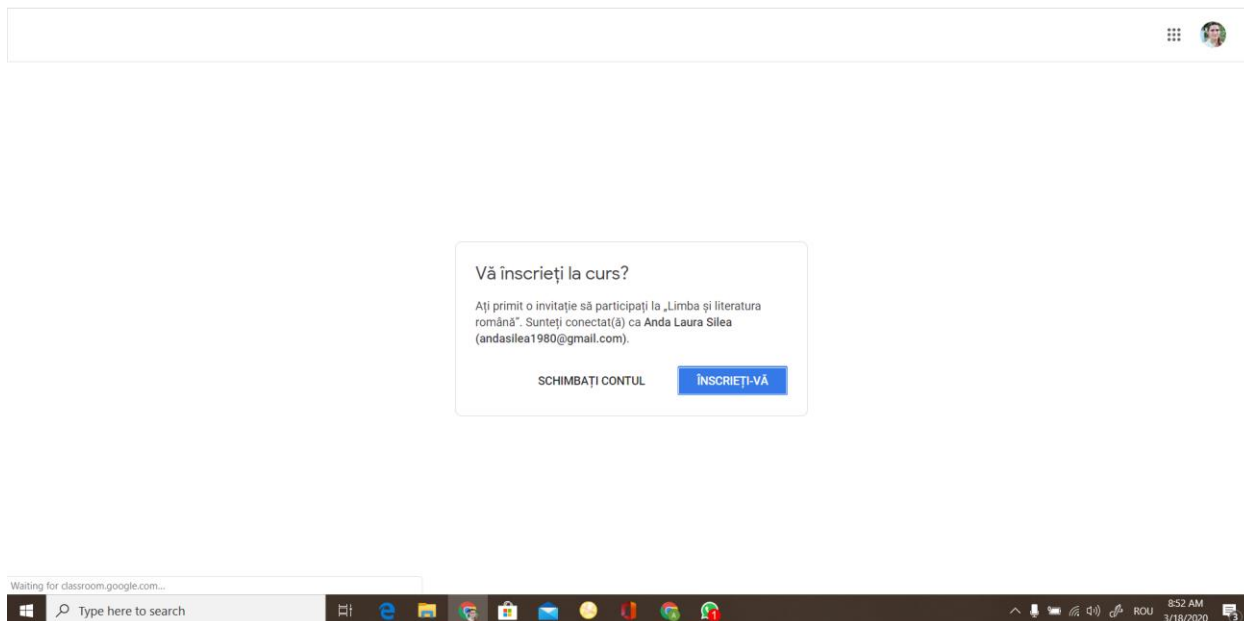 Vă înscrieți la curs?
Ați primit o invitație să participați la „Limba și literatura
română”. Sunteți conectat(ă) ca Anda Laura Silea
(andasilea1980@gmail.com).
SCHIMBAȚI CONTUL ÎNSCRIEȚI-VĂ
Waiting for classroom.google.com...
Type here to search
1
ROU
8:52 AM
3/18/2020
3